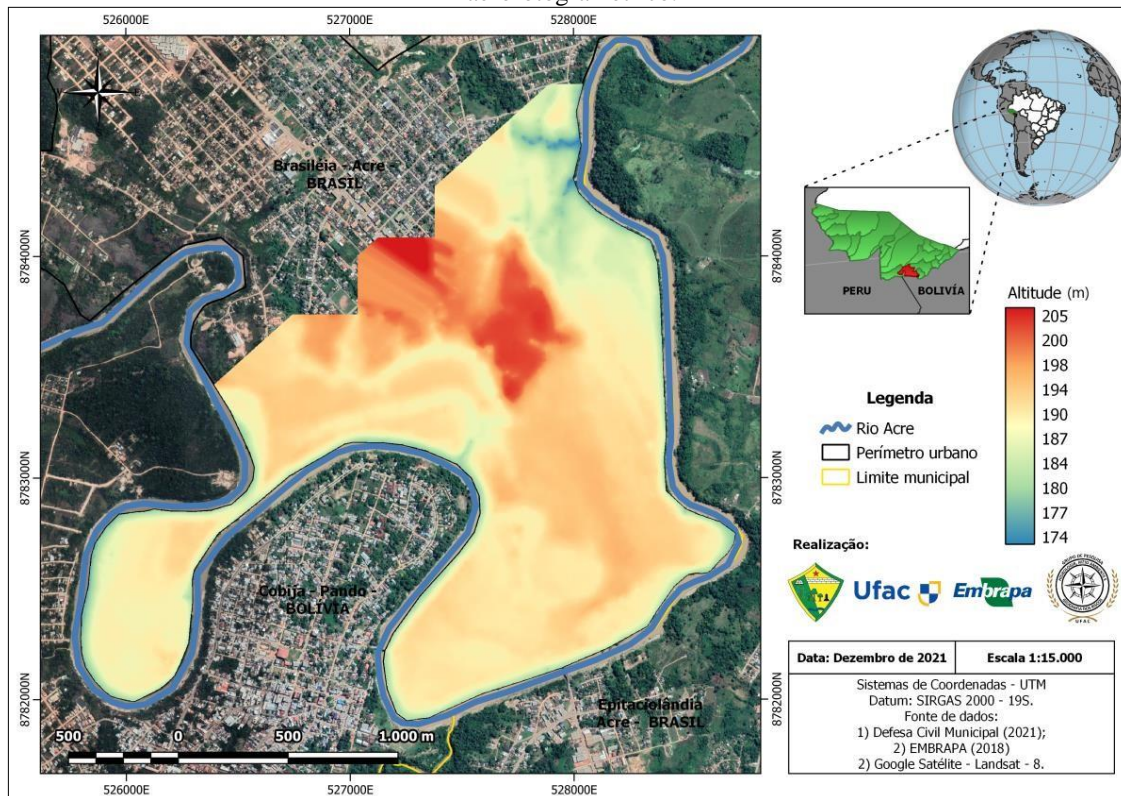 526000E
527000E
528000E
8784000N
8783000N
8782000N
8784000N
8783000N
8782000N
Brasiléia - Acre -
BRASIL
Cobija - Pando -
BOLÍVIA
Epitaciolândia
Acre - BRASIL
500
0
500
1.000 m
526000E
527000E
528000E
PERU
BOLIVÍA
Altitude (m)
205
200
198
194
190
187
184
180
177
174
Legenda
Rio Acre
Perímetro urbano
Limite municipal
Realização:
Ufac
Embrapa
UFAC
Data: Dezembro de 2021
Escala 1:15.000
Sistemas de Coordenadas - UTM
Datum: SIRGAS 2000 - 19S.
Fonte de dados:
1) Defesa Civil Municipal (2021);
2) EMBRAPA (2018)
2) Google Satélite - Landsat - 8.